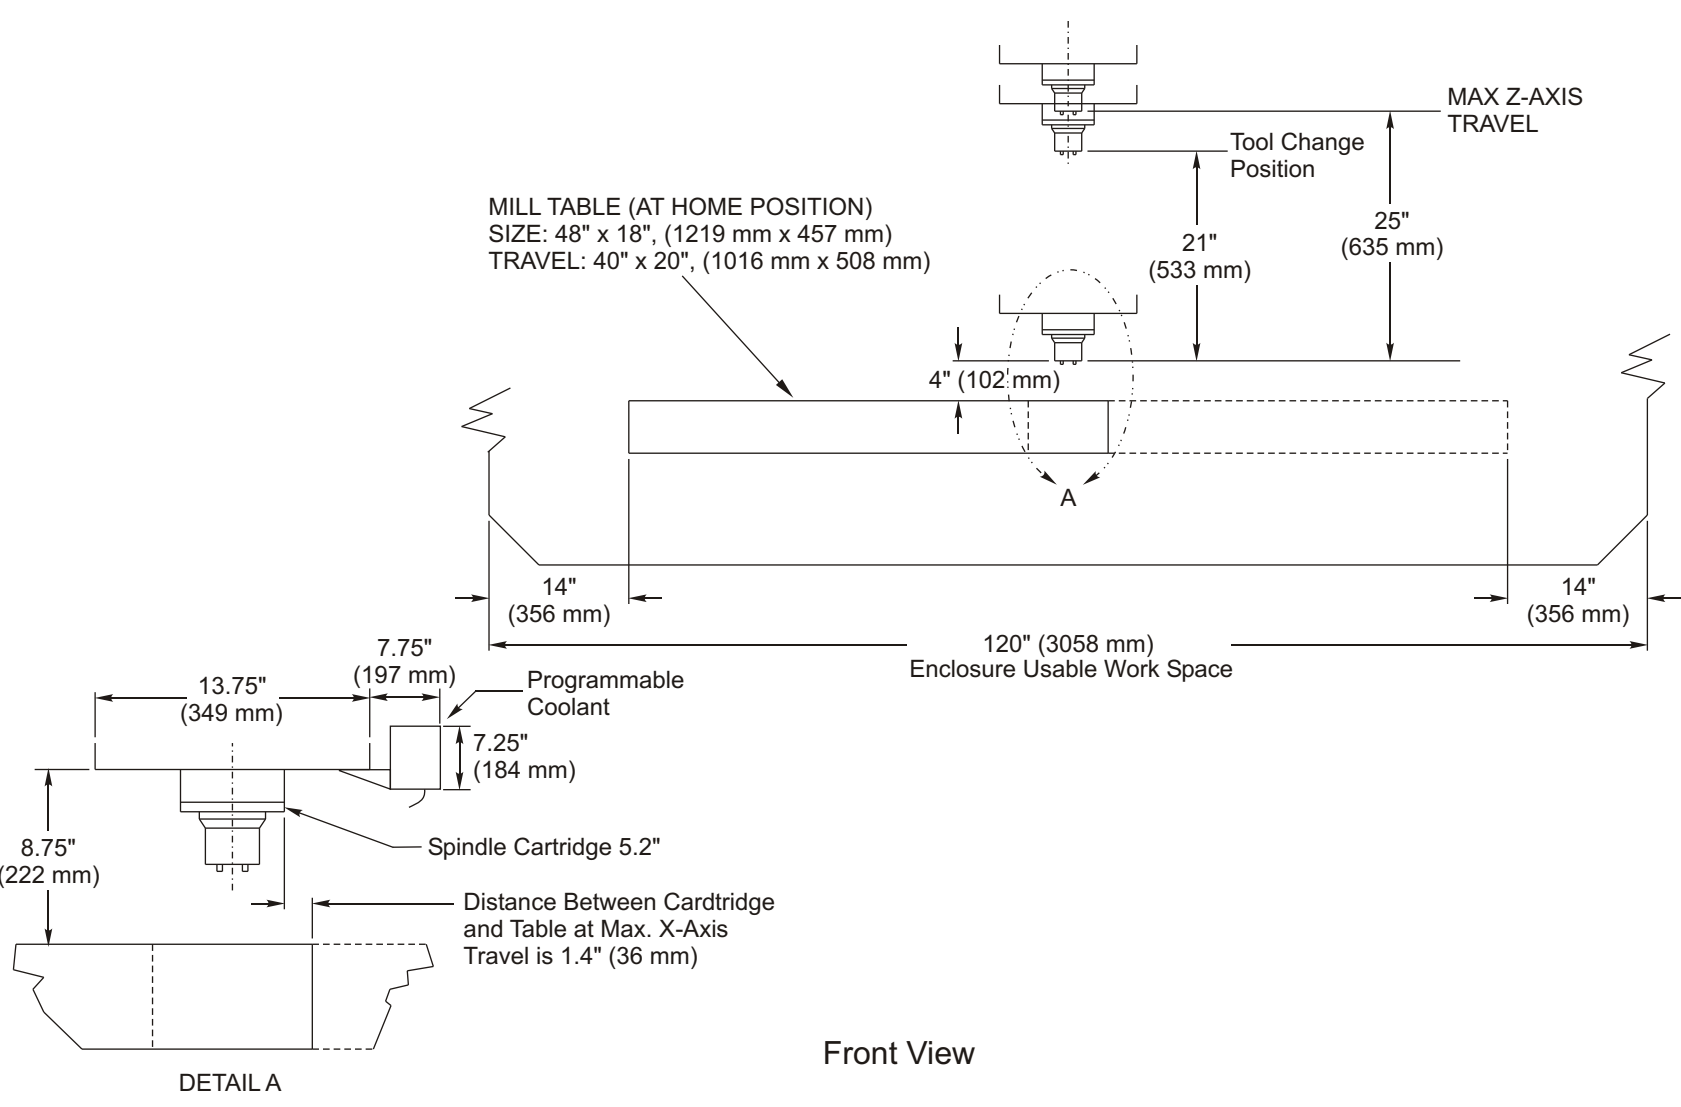 MAX Z-AXIS
TRAVEL
Tool Change
Position
MILL TABLE (AT HOME POSITION)
SIZE: 48" x 18", (1219 mm x 457 mm)
TRAVEL: 40" x 20", (1016 mm x 508 mm)
25"
(635 mm)
21"
(533 mm)
4" (102 mm)
A
14"
(356 mm)
14"
(356 mm)
120" (3058 mm)
Enclosure Usable Work Space
7.75"
(197 mm)
13.75"
(349 mm)
Programmable
Coolant
7.25"
(184 mm)
8.75"
(222 mm)
Spindle Cartridge 5.2"
Distance Between Cardtridge
and Table at Max. X-Axis
Travel is 1.4" (36 mm)
Front View
DETAIL A